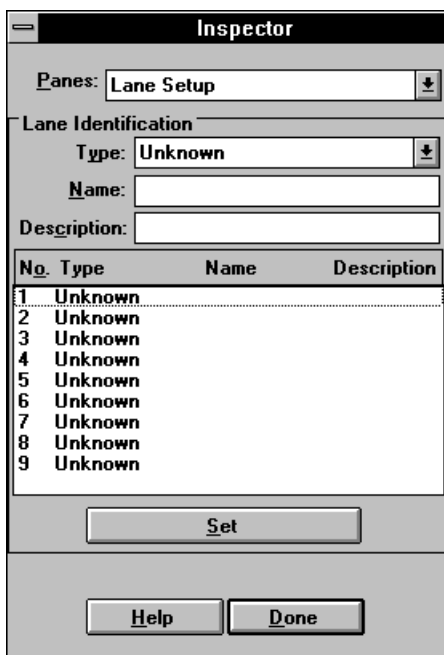 Inspector
Panes: Lane Setup
Lane Identification
Type: Unknown
Name:
Description:
No. Type Name Description
1 Unknown
2 Unknown
3 Unknown
4 Unknown
5 Unknown
6 Unknown
7 Unknown
8 Unknown
9 Unknown
Set
Help Done